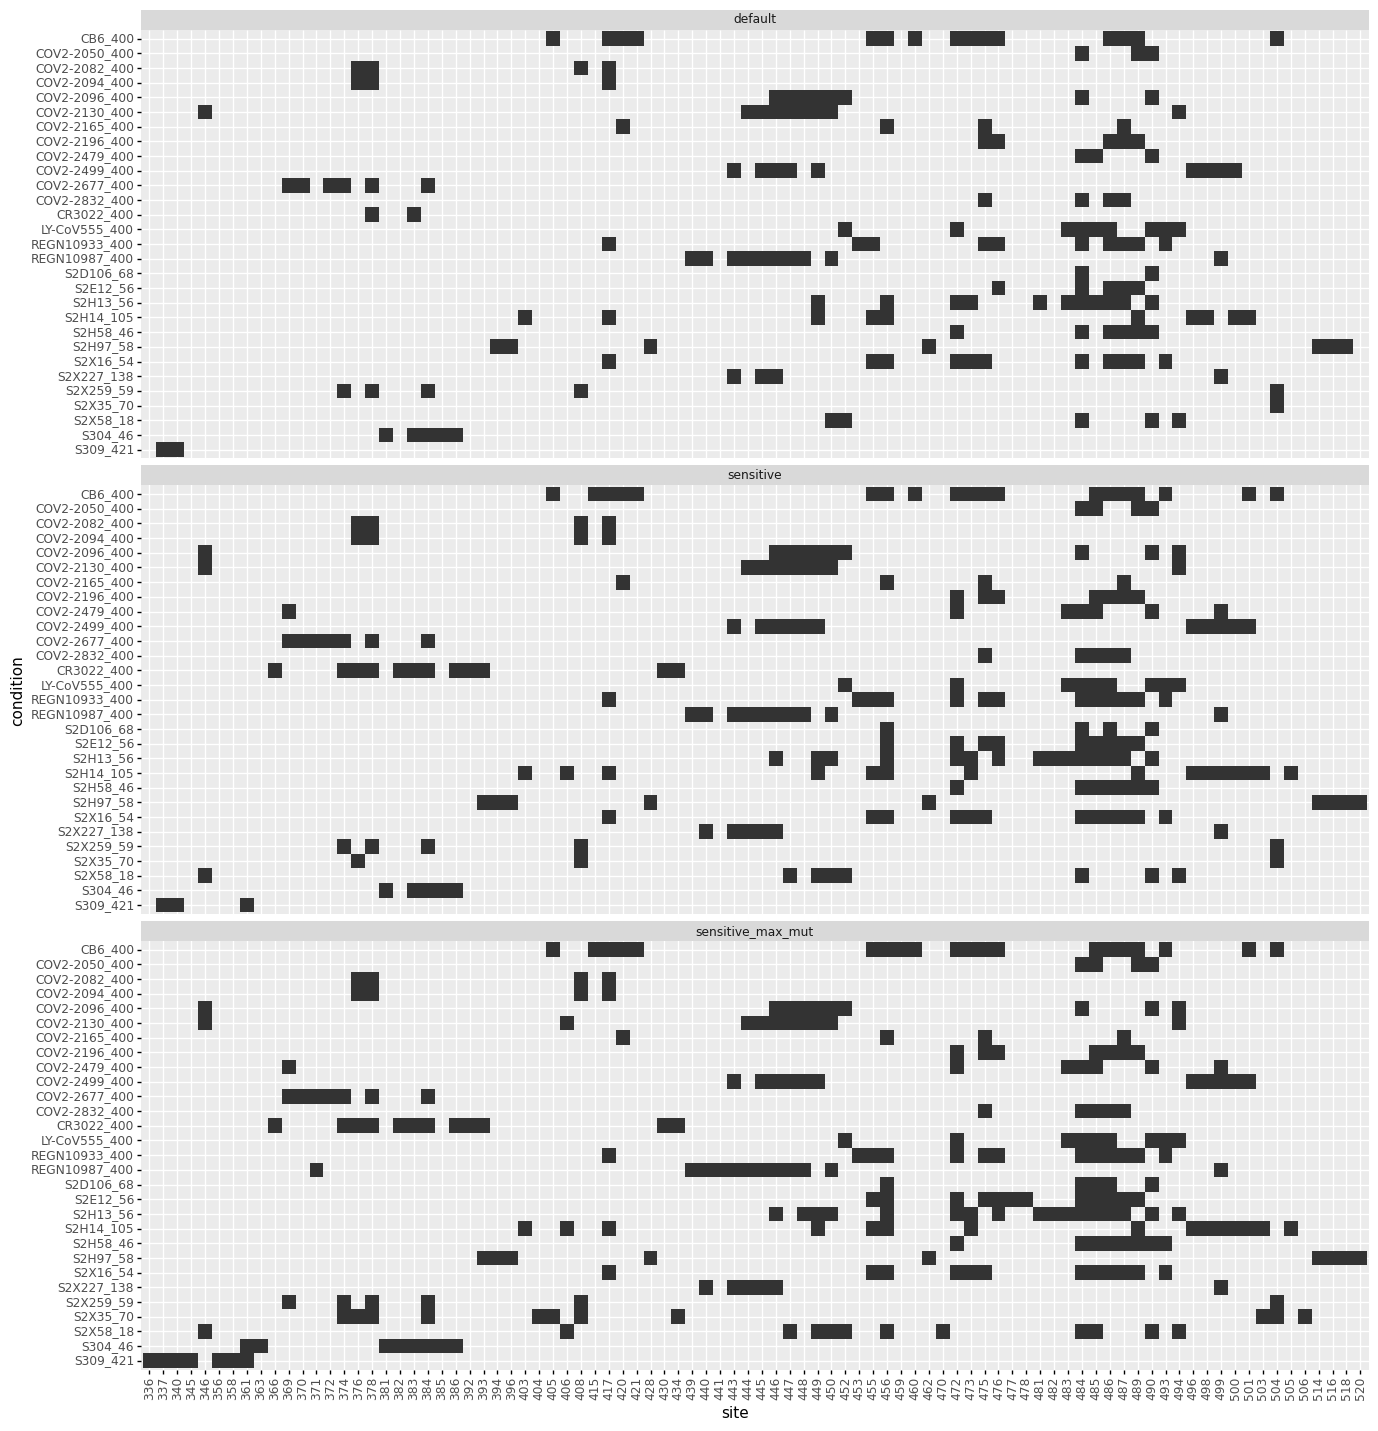 default
CB6_400
COV2-2050_400
COV2-2082_400
COV2-2094_400
COV2-2096_400
COV2-2130_400
COV2-2165_400
COV2-2196_400
COV2-2479_400
COV2-2499_400
COV2-2677_400
COV2-2832_400
CR3022_400
LY-CoV555_400
REGN10933_400
REGN10987_400
S2D106_68
S2E12_56
S2H13_56
S2H14_105
S2H58_46
S2H97_58
S2X16_54
S2X227_138
S2X259_59
S2X35_70
S2X58_18
S304_46
S309_421
sensitive
CB6_400
COV2-2050_400
COV2-2082_400
COV2-2094_400
COV2-2096_400
COV2-2130_400
COV2-2165_400
COV2-2196_400
COV2-2479_400
COV2-2499_400
COV2-2677_400
COV2-2832_400
CR3022_400
LY-CoV555_400
REGN10933_400
REGN10987_400
S2D106_68
S2E12_56
S2H13_56
S2H14_105
S2H58_46
S2H97_58
S2X16_54
S2X227_138
S2X259_59
S2X35_70
S2X58_18
S304_46
S309_421
condition
sensitive_max_mut
CB6_400
COV2-2050_400
COV2-2082_400
COV2-2094_400
COV2-2096_400
COV2-2130_400
COV2-2165_400
COV2-2196_400
COV2-2479_400
COV2-2499_400
COV2-2677_400
COV2-2832_400
CR3022_400
LY-CoV555_400
REGN10933_400
REGN10987_400
S2D106_68
S2E12_56
S2H13_56
S2H14_105
S2H58_46
S2H97_58
S2X16_54
S2X227_138
S2X259_59
S2X35_70
S2X58_18
S304_46
S309_421
336 337 340 345 346 356 358 361 363 369 370 371 372 374 376 378 381 382 383 384 385 386 392 393 394 396 403 404 405 406 408 415 417 420 421 428 430 434 439 440 441 443 444 445 446 447 448 449 450 452 453 455 456 459 460 462 470 472 473 475 476 477 478 481 482 483 484 485 486 487 489 490 493 494 496 498 499 500 501 503 504 505 506 514 516 518 520
site